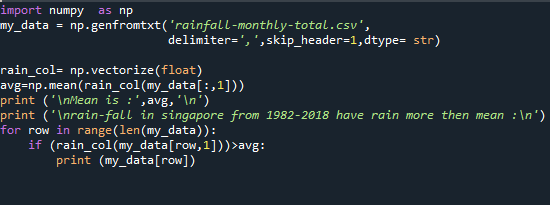 import numpy  as np
my_data = np.genfromtxt('rainfall-monthly-total.csv',
                        delimiter=',',skip_header=1,dtype= str)
rain_col= np.vectorize(float)
avg=np.mean(rain_col(my_data[:,1]))
print ('\nMean is :',avg,'\n')
print ('\nrain-fall in singapore from 1982-2018 have rain more then mean :\n')
for row in range(len(my_data)):
    if (rain_col(my_data[row,1]))>avg:
        print (my_data[row])